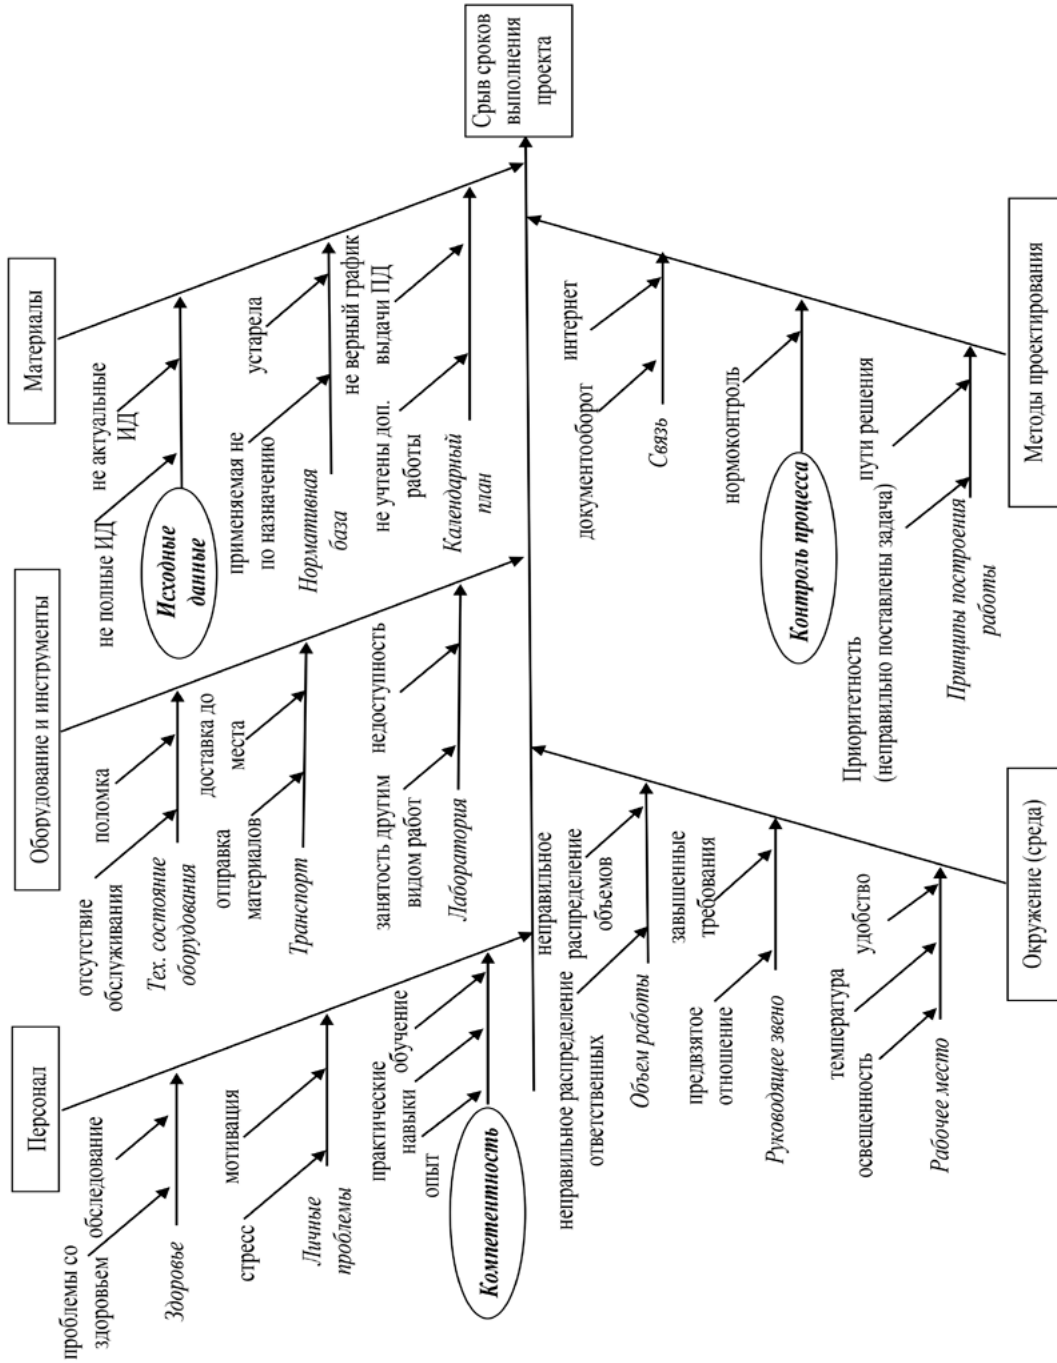 Персонал
проблемы со
здоровьем
обследование
Здоровье
стресс
мотивация
Личные
проблемы
практические
навыки
опыт
обучение
Компетентность
Оборудование и инструменты
отсутствие
обслуживания
поломка
Тех. состояние
оборудования
отправка
материалов
доставка до
места
Транспорт
занятость другим
видом работ
недоступность
Лаборатория
Материалы
не полные ИД
не актуальные
ИД
Исходные
данные
применяемая не
по назначению
устарела
Нормативная
база
не учтены доп.
работы
не верный график
выдачи ПД
Календарный
план
Срыв сроков
выполнения
проекта
неправильное
распределение
объемов
неправильное распределение
ответственных
Объем работы
предвзятое
отношение
завышенные
требования
Руководящее звено
освещенность
температура
удобство
Рабочее место
Окружение (среда)
документооборот
интернет
Связь
нормоконтроль
Контроль процесса
Приоритетность
(неправильно поставлены задача)
пути решения
Принципы построения
работы
Методы проектирования